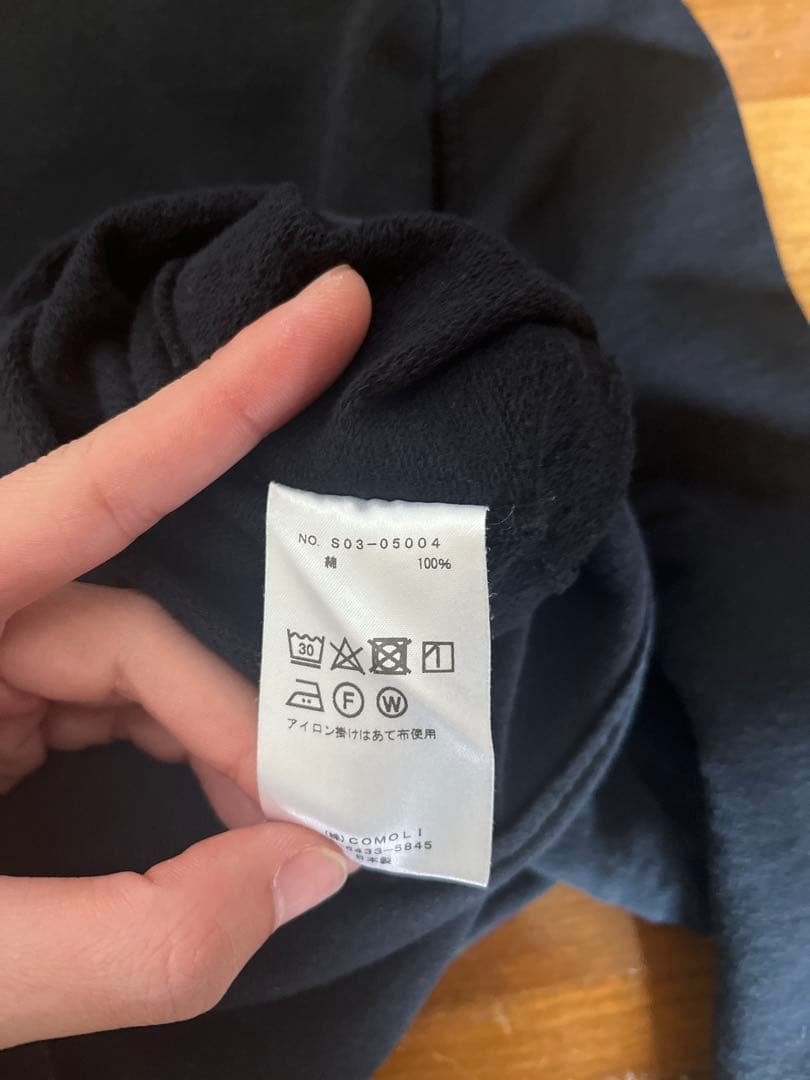 NO. S03-05004
綿 100%
30
F W
アイロン掛けはあて布使用
(株)COMOLI
6433-5845
日本製